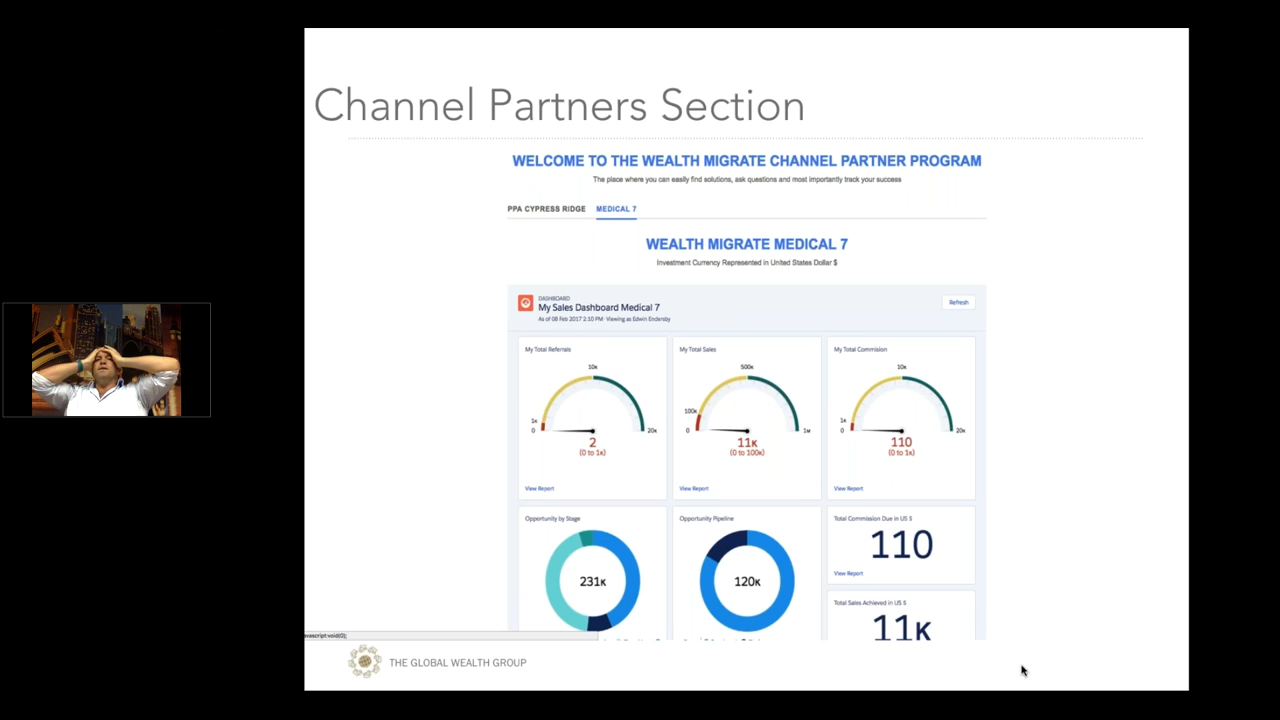 Channel Partners Section
WELCOME TO THE WEALTH MIGRATE CHANNEL PARTNER PROGRAM
The place where you can easily find solutions, ask questions and most importantly track your success
PPA CYPRESS RIDGE MEDICAL 7
WEALTH MIGRATE MEDICAL 7
Investment Currency Represented in United States Dollar $
DASHBOARD
My Sales Dashboard Medical 7
As of 08 Feb 2017 2:10 PM · Viewing as Edwin Endersby
Refresh
My Total Referrals
10K
1K
0
20K
2
(0 to 1K)
View Report
My Total Sales
500K
100K
0
1M
11K
(0 to 100K)
View Report
My Total Commision
10K
1K
0
20K
110
(0 to 1K)
View Report
Opportunity by Stage
231K
Opportunity Pipeline
120K
Total Commission Due in US $
110
View Report
Total Sales Achieved in US $
11K
avascript:void(0);
THE GLOBAL WEALTH GROUP